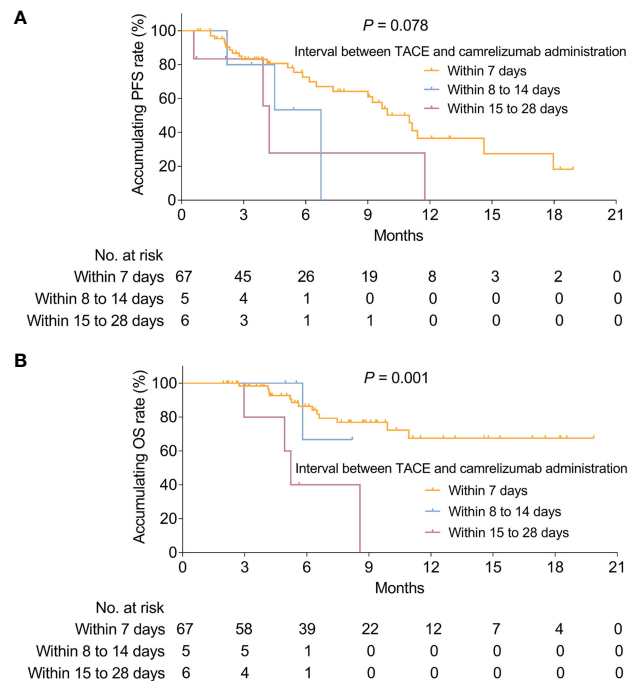 A
P = 0.078
Interval between TACE and camrelizumab administration
Within 7 days
Within 8 to 14 days
Within 15 to 28 days
Accumulating PFS rate (%)
100
80
60
40
20
0
0 3 6 9 12 15 18 21
Months
No. at risk
Within 7 days 67 45 26 19 8 3 2 0
Within 8 to 14 days 5 4 1 0 0 0 0 0
Within 15 to 28 days 6 3 1 1 0 0 0 0
B
P = 0.001
Accumulating OS rate (%)
100
80
60
40
20
0
Interval between TACE and camrelizumab administration
Within 7 days
Within 8 to 14 days
Within 15 to 28 days
0 3 6 9 12 15 18 21
Months
No. at risk
Within 7 days 67 58 39 22 12 7 4 0
Within 8 to 14 days 5 5 1 0 0 0 0 0
Within 15 to 28 days 6 4 1 0 0 0 0 0